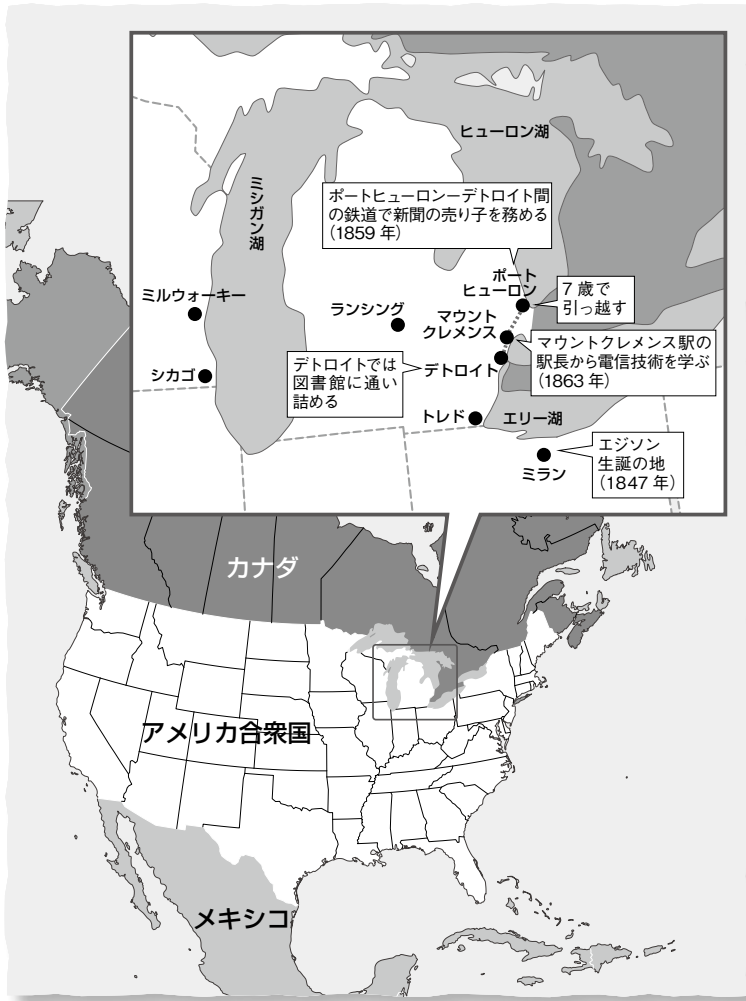 ヒューロン湖
ミシガン湖
ポートヒューロンーデトロイト間
の鉄道で新聞の売り子を務める
(1859 年)
ポート
ヒューロン
7 歳で
引っ越す
ミルウォーキー
ランシング
マウント
クレメンス
マウントクレメンス駅の
駅長から電信技術を学ぶ
(1863 年)
シカゴ
デトロイトでは
図書館に通い
詰める
デトロイト
トレド
エリー湖
エジソン
生誕の地
(1847 年)
ミラン
カナダ
アメリカ合衆国
メキシコ